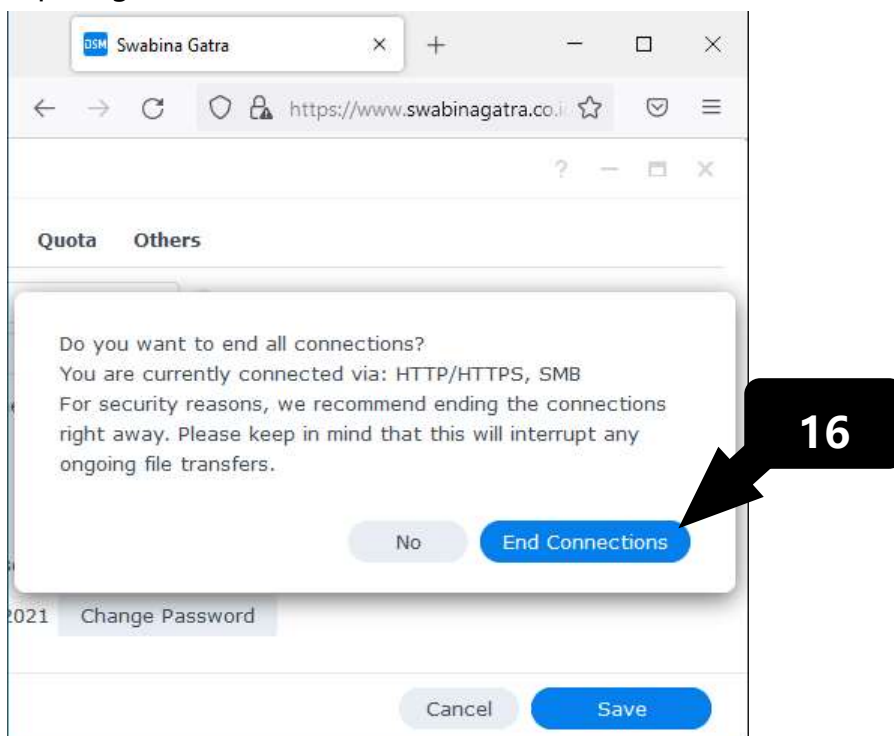 DSM Swabina Gatra
https://www.swabinagatra.co.i
?
Quota Others
Do you want to end all connections?
You are currently connected via: HTTP/HTTPS, SMB
For security reasons, we recommend ending the connections
right away. Please keep in mind that this will interrupt any
ongoing file transfers.
16
No End Connections
2021 Change Password
Cancel Save